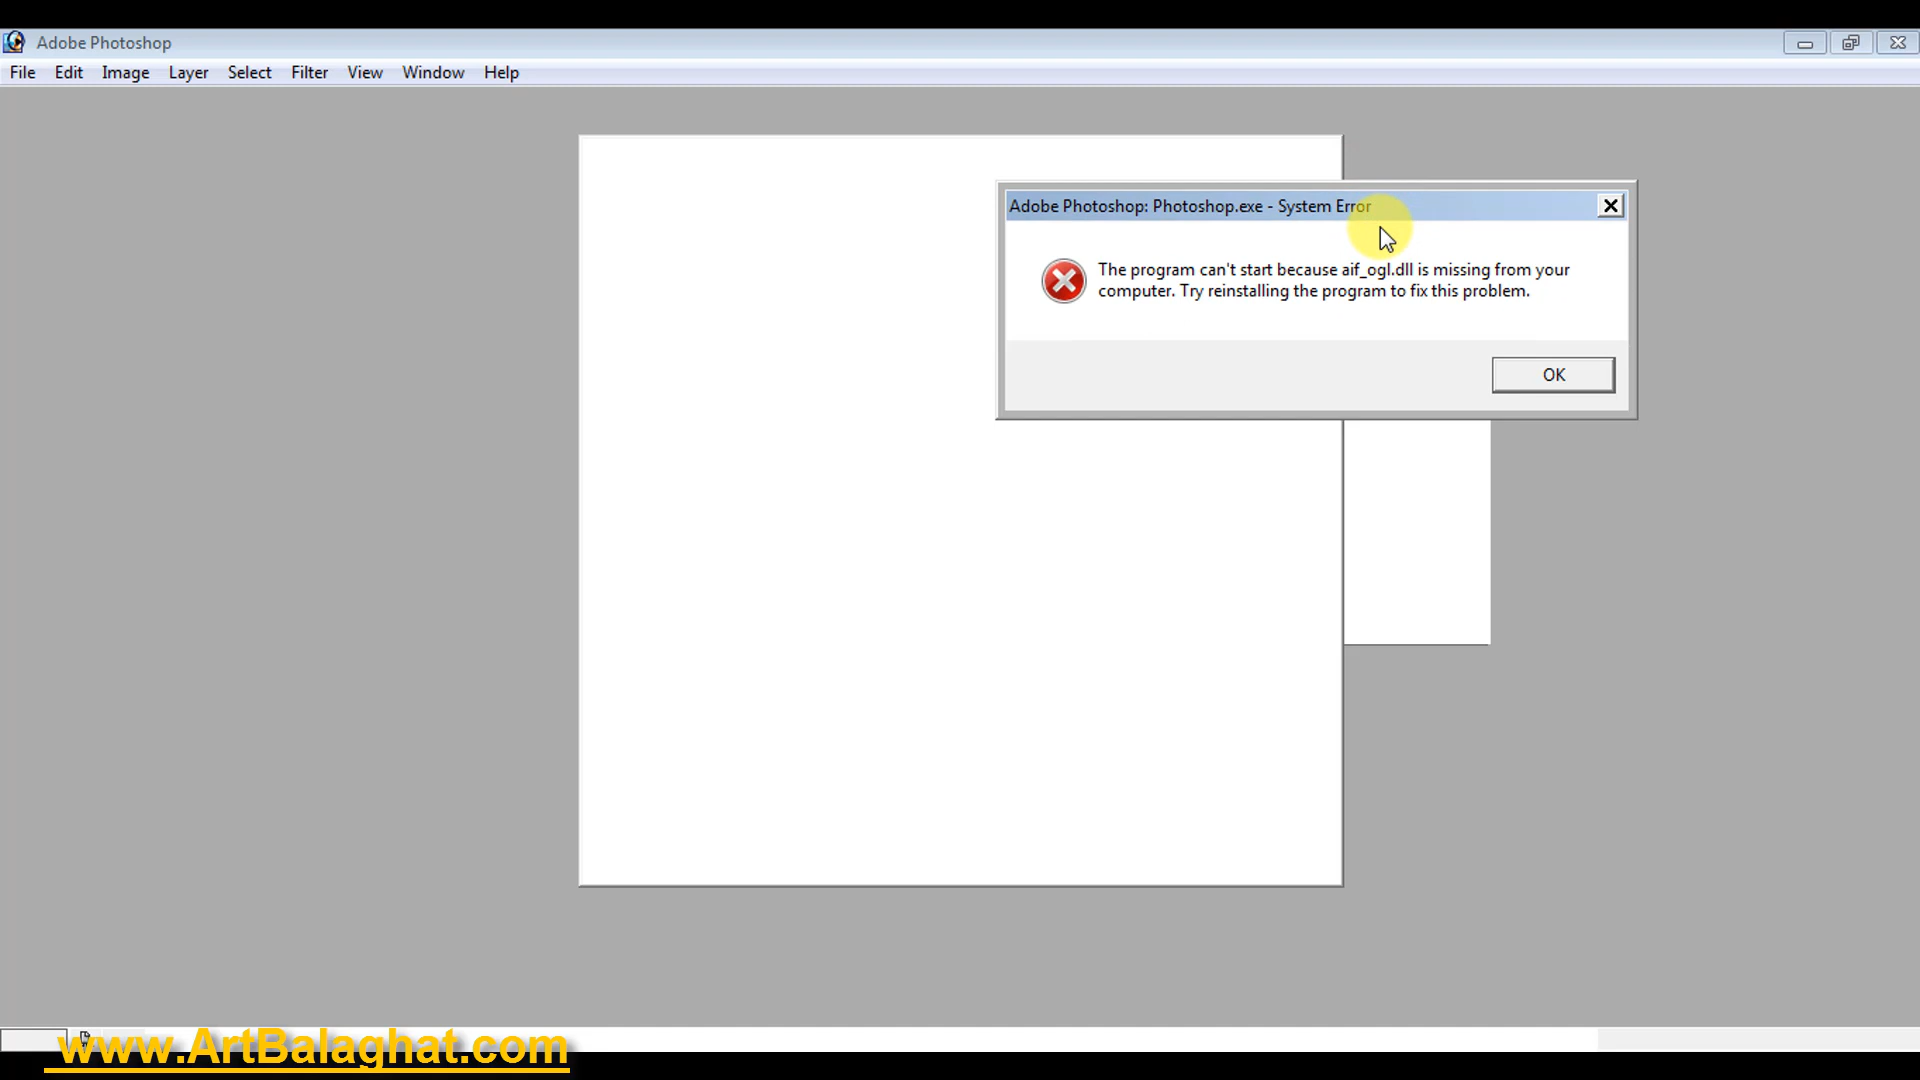 Adobe Photoshop
File Edit Image Layer Select Filter View Window Help
Adobe Photoshop: Photoshop.exe - System Error
The program can't start because aif_ogl.dll is missing from your
computer. Try reinstalling the program to fix this problem.
OK
www.ArtBalaghat.com